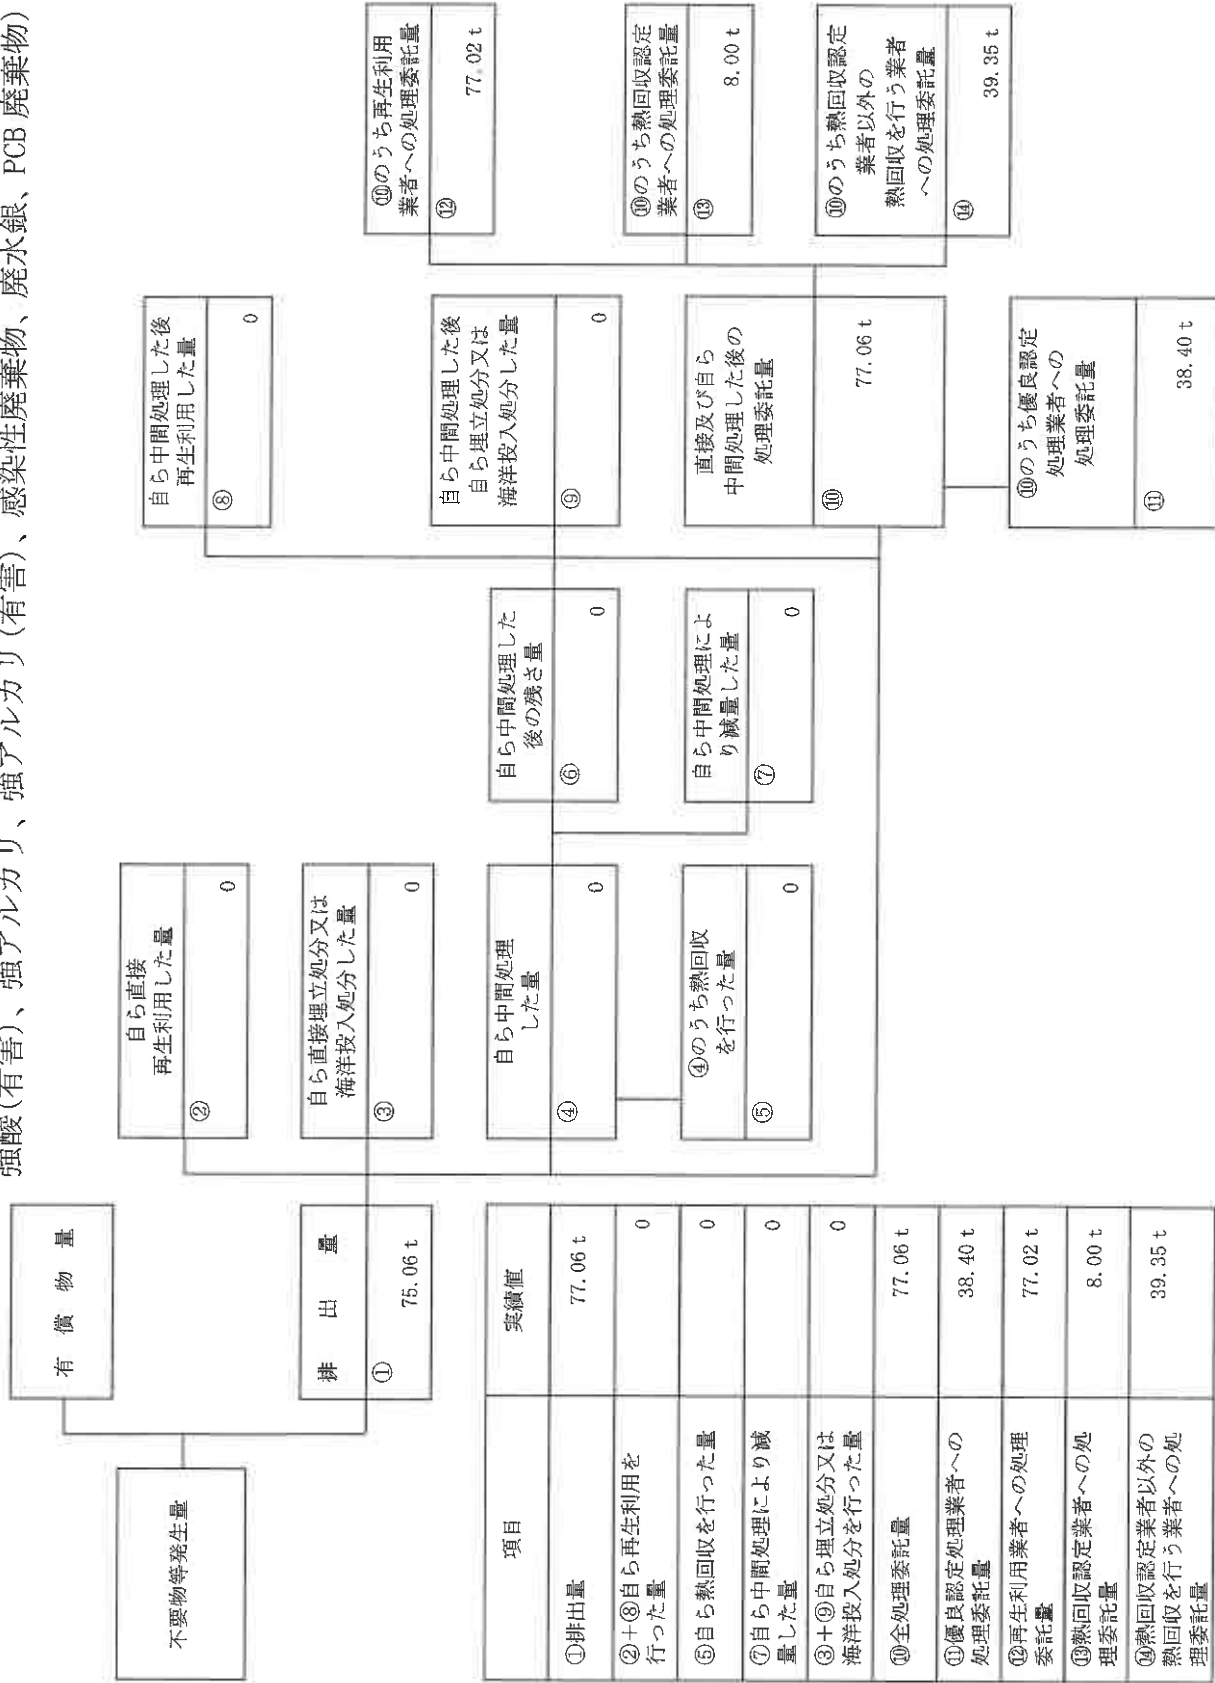 強酸(有害)、強アルカリ、強アルカリ(有害)、感染性廃棄物、廃水銀、PCB 廃棄物)
不要物等発生量
有 償 物 量
排 出 量
①
75.06 t
自ら直接
再生利用した量
②
0
自ら直接埋立処分又は
海洋投入処分した量
③
0
自ら中間処理
した量
④
0
④のうち熱回収
を行った量
⑤
0
自ら中間処理した
後の残さ量
⑥
0
自ら中間処理によ
り減量した量
⑦
0
自ら中間処理した後
再生利用した量
⑧
0
自ら中間処理した後
自ら埋立処分又は
海洋投入処分した量
⑨
0
直接及び自ら
中間処理した後の
処理委託量
⑩
77.06 t
⑩のうち優良認定
処理業者への
処理委託量
⑪
38.40 t
⑩のうち再生利用
業者への処理委託量
⑫
77.02 t
⑩のうち熱回収認定
業者への処理委託量
⑬
8.00 t
⑩のうち熱回収認定
業者以外の
熱回収を行う業者
への処理委託量
⑭
39.35 t
項目 実績値
①排出量 77.06 t
②+⑧自ら再生利用を 0
行った量
⑤自ら熱回収を行った量 0
⑦自ら中間処理により減 0
量した量
③+⑨自ら埋立処分又は 0
海洋投入処分を行った量
⑩全処理委託量 77.06 t
⑪優良認定処理業者への 38.40 t
処理委託量
⑫再生利用業者への処理 77.02 t
委託量
⑬熱回収認定業者への処 8.00 t
理委託量
⑭熱回収認定業者以外の 39.35 t
熱回収を行う業者への処
理委託量